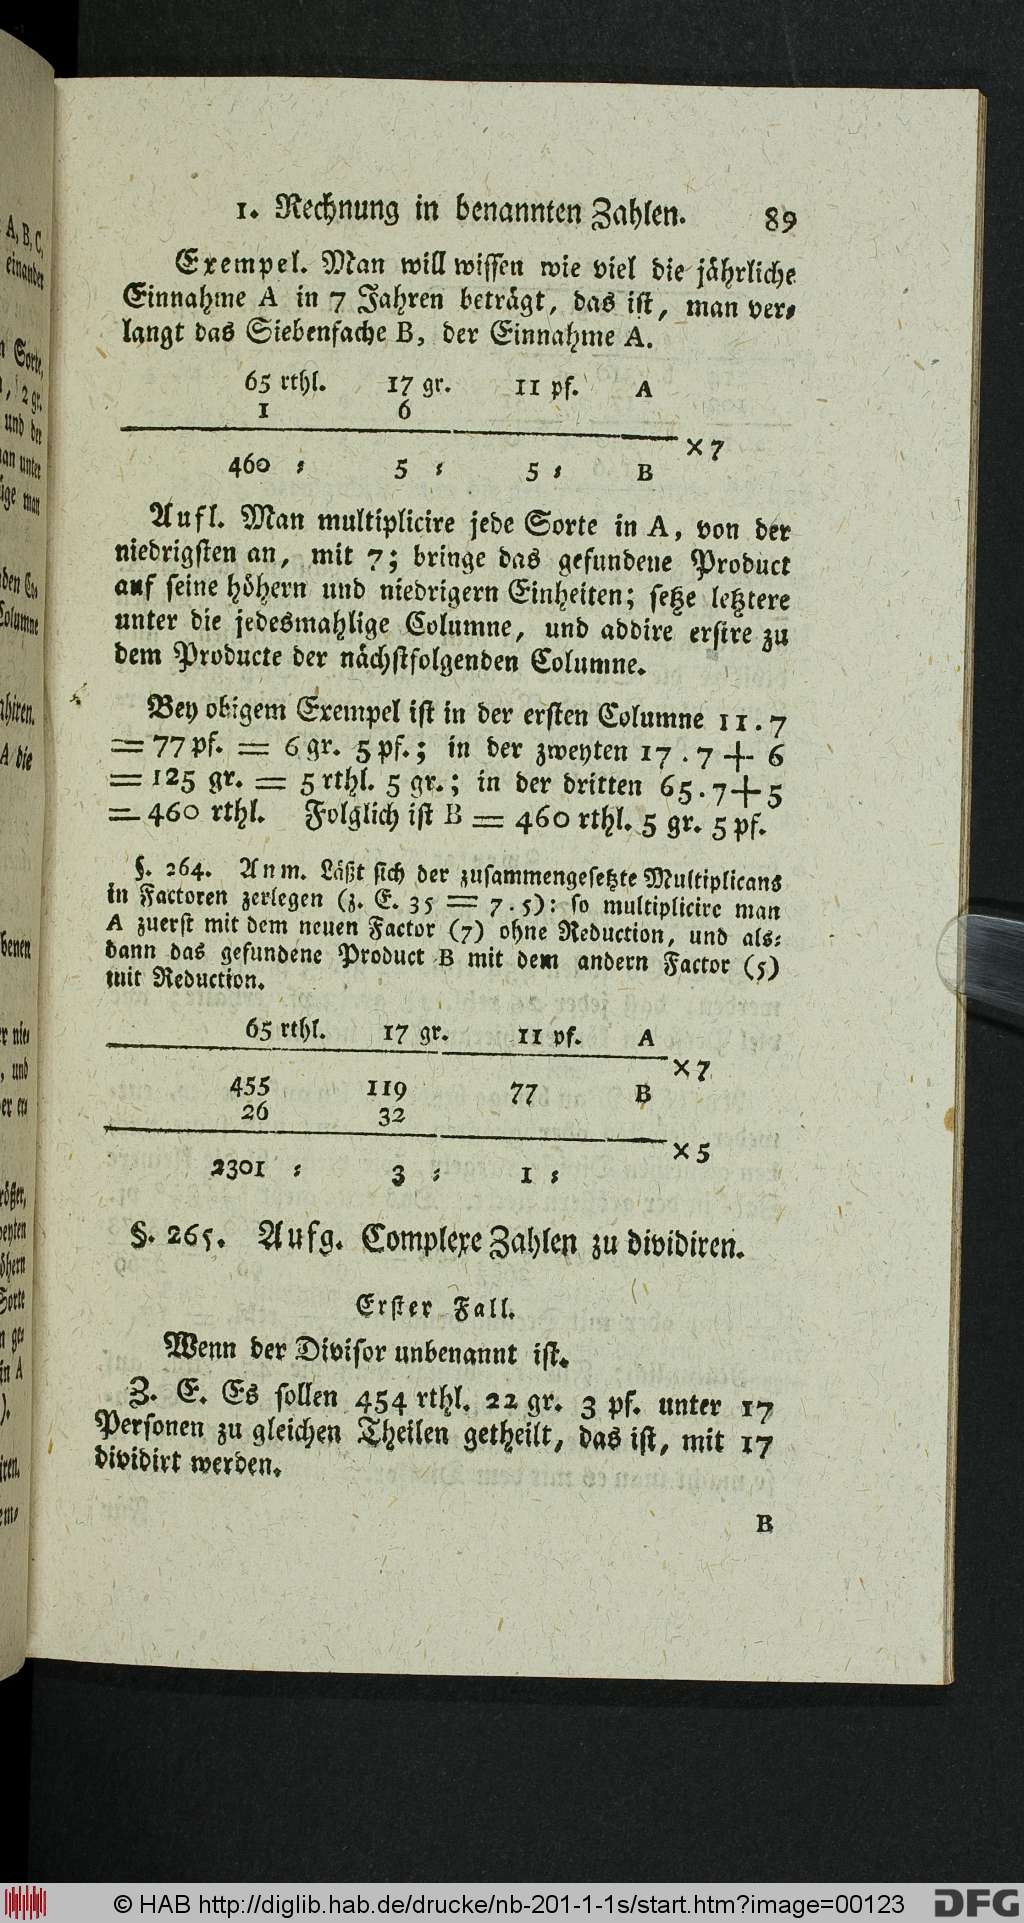 1. Rechnung in benannten Zahlen. 89
Exempel. Man will wissen wie viel die jährliche
Einnahme A in 7 Jahren beträgt, das ist, man ver⸗
langt das Siebenfache B, der Einnahme A.
65 rthl. 17 gr. 11 pf. A
1 6
× 7
460 ⸗ 5 ⸗ 5 ⸗ B
Aufl. Man multiplicire jede Sorte in A, von der
niedrigsten an, mit 7; bringe das gefundene Product
auf seine höhern und niedrigern Einheiten; setze letztere
unter die jedesmahlige Columne, und addire erstre zu
dem Producte der nächstfolgenden Columne.
Bey obigem Exempel ist in der ersten Columne 11 . 7
= 77 pf. = 6 gr. 5 pf.; in der zweyten 17 . 7 + 6
= 125 gr. = 5 rthl. 5 gr.; in der dritten 65 . 7 + 5
= 460 rthl. Folglich ist B = 460 rthl. 5 gr. 5 pf.
§. 264. Anm. Läßt sich der zusammengesetzte Multiplicans
in Factoren zerlegen (z. E. 35 = 7 . 5): so multiplicire man
A zuerst mit dem neuen Factor (7) ohne Reduction, und als⸗
dann das gefundene Product B mit dem andern Factor (5)
mit Reduction.
65 rthl. 17 gr. 11 pf. A
× 7
455 119 77 B
26 32
× 5
2301 ⸗ 3 ⸗ 1 ⸗
§. 265. Aufg. Complexe Zahlen zu dividiren.
Erster Fall.
Wenn der Divisor unbenannt ist.
Z. E. Es sollen 454 rthl. 22 gr. 3 pf. unter 17
Personen zu gleichen Theilen getheilt, das ist, mit 17
dividirt werden.
B
© HAB http://diglib.hab.de/drucke/nb-201-1-1s/start.htm?image=00123 DFG